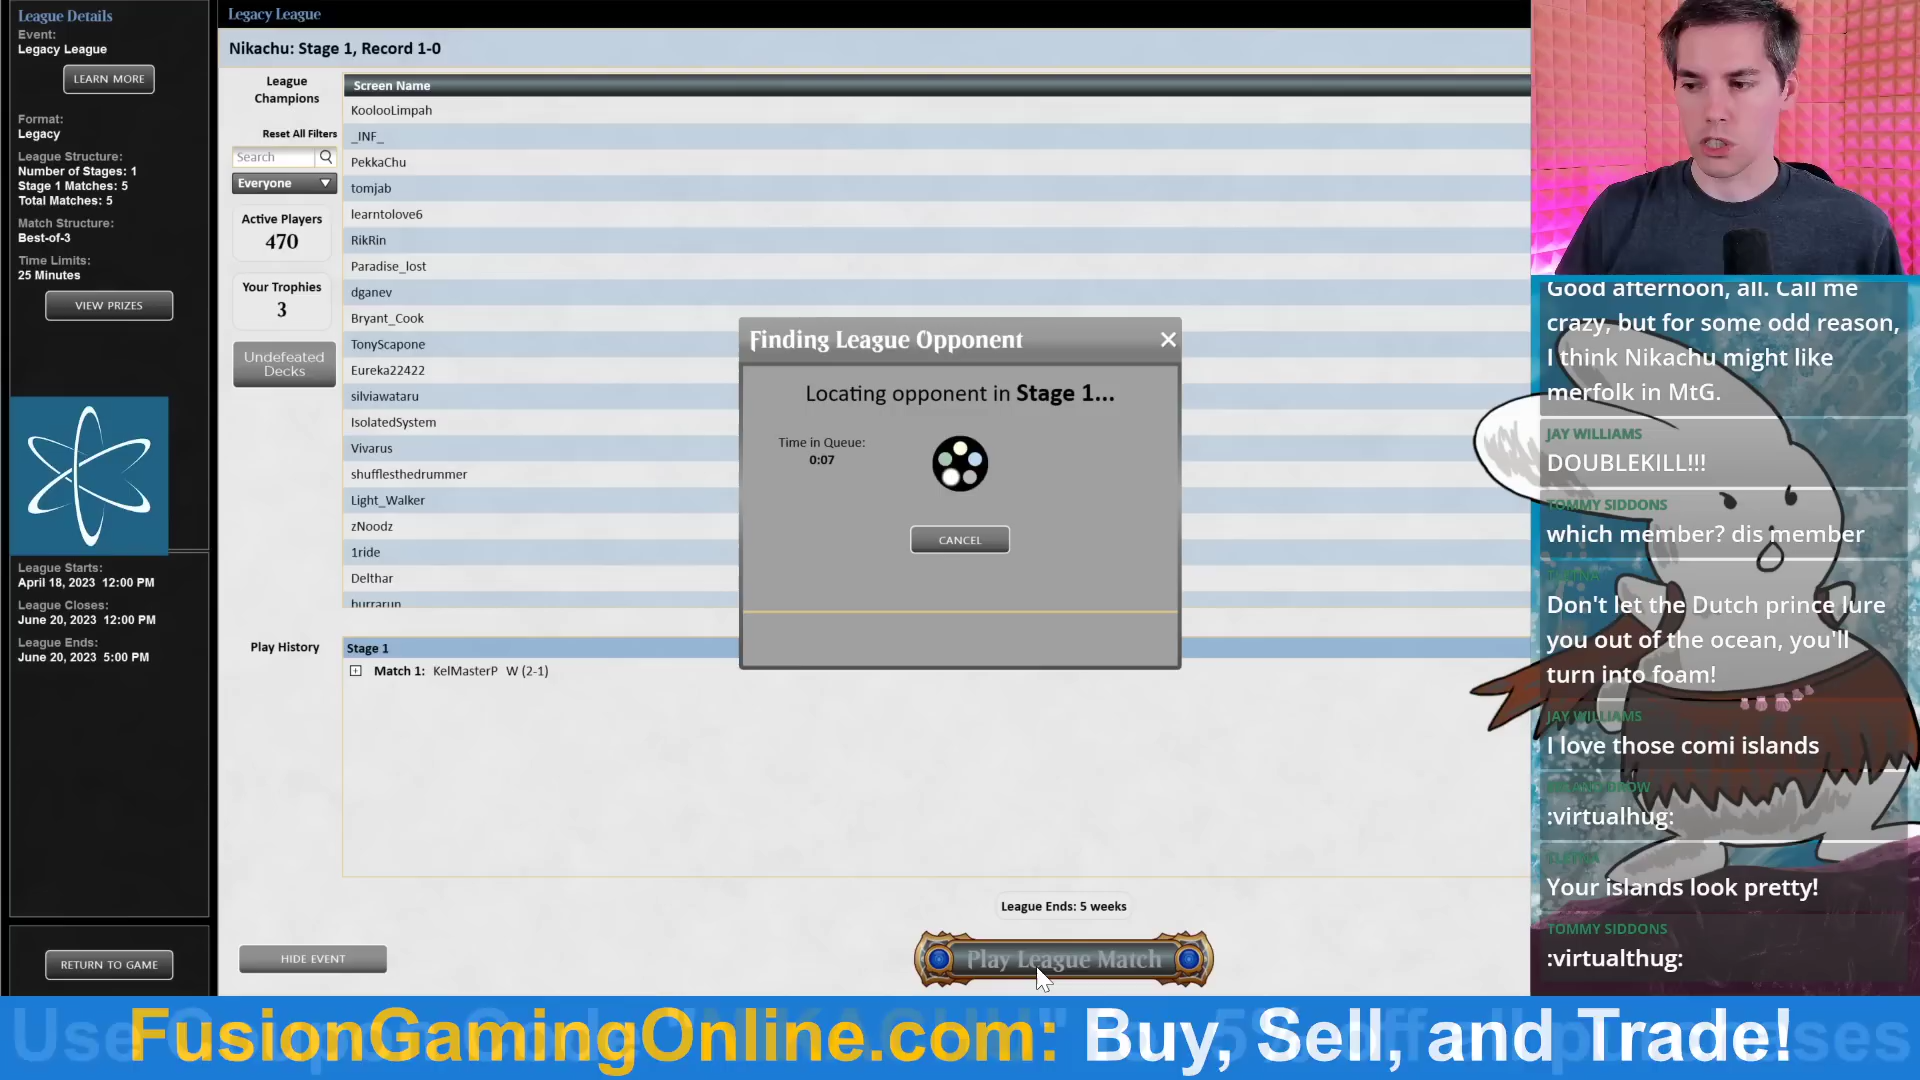 League Details
Event:
Legacy League
LEARN MORE
Format:
Legacy
League Structure:
Number of Stages: 1
Stage 1 Matches: 5
Total Matches: 5
Match Structure:
Best-of-3
Time Limits:
25 Minutes
VIEW PRIZES
League Starts:
April 18, 2023 12:00 PM
League Closes:
June 20, 2023 12:00 PM
League Ends:
June 20, 2023 5:00 PM
RETURN TO GAME
Legacy League
Nikachu: Stage 1, Record 1-0
League
Champions
Reset All Filters
Search
Everyone
Active Players
470
Your Trophies
3
Undefeated
Decks
Screen Name
KoolooLimpah
_INF_
PekkaChu
tomjab
learntolove6
RikRin
Paradise_lost
dganev
Bryant_Cook
TonyScapone
Eureka22422
silviawataru
IsolatedSystem
Vivarus
shufflesthedrummer
Light_Walker
zNoodz
1ride
Delthar
hurrarun
Play History
Stage 1
Match 1: KelMasterP W (2-1)
Finding League Opponent
Locating opponent in Stage 1...
Time in Queue:
0:07
CANCEL
League Ends: 5 weeks
HIDE EVENT
Play League Match
Good afternoon, all. Call me
crazy, but for some odd reason,
I think Nikachu might like
merfolk in MtG.
JAY WILLIAMS
DOUBLEKILL!!!
TOMMY SIDDONS
which member? dis member
Don't let the Dutch prince lure
you out of the ocean, you'll
turn into foam!
JAY WILLIAMS
I love those comi islands
:virtualhug:
Your islands look pretty!
TOMMY SIDDONS
:virtualthug:
FusionGamingOnline.com: Buy, Sell, and Trade!